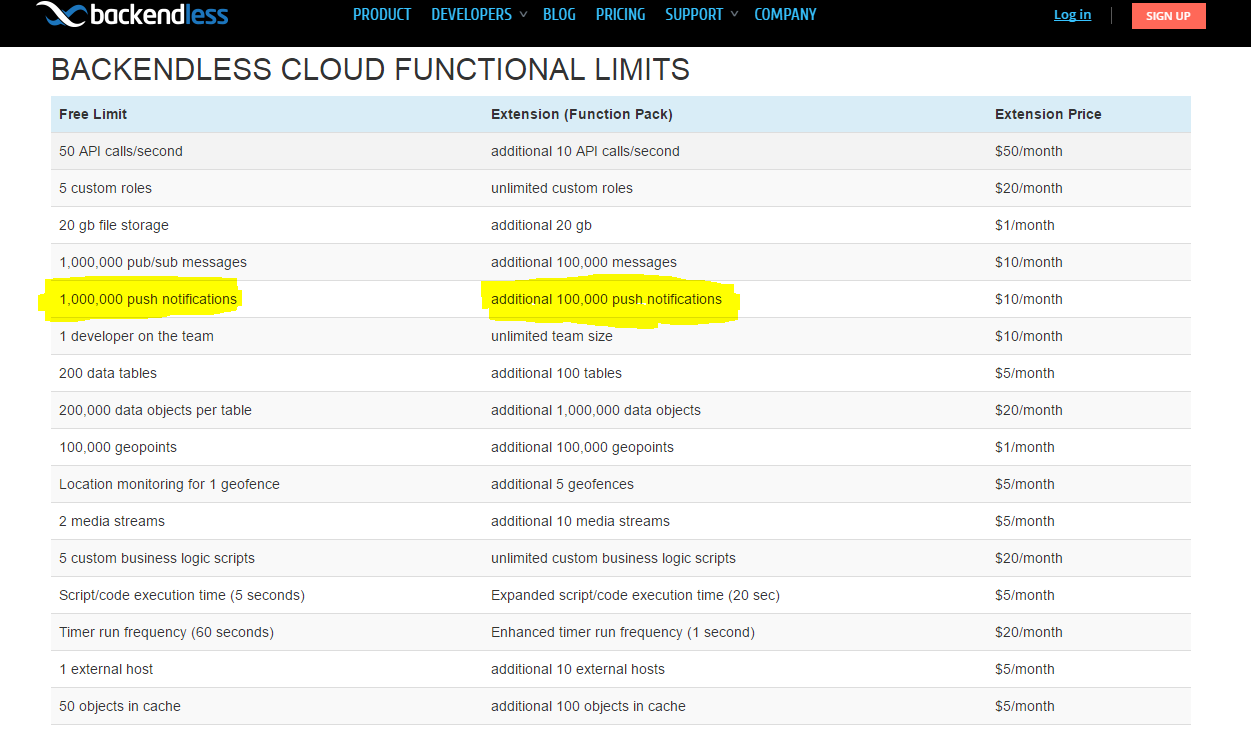 backendless PRODUCT DEVELOPERS BLOG PRICING SUPPORT COMPANY Log in SIGN UP
BACKENDLESS CLOUD FUNCTIONAL LIMITS
Free Limit Extension (Function Pack) Extension Price
50 API calls/second additional 10 API calls/second $50/month
5 custom roles unlimited custom roles $20/month
20 gb file storage additional 20 gb $1/month
1,000,000 pub/sub messages additional 100,000 messages $10/month
1,000,000 push notifications additional 100,000 push notifications $10/month
1 developer on the team unlimited team size $10/month
200 data tables additional 100 tables $5/month
200,000 data objects per table additional 1,000,000 data objects $20/month
100,000 geopoints additional 100,000 geopoints $1/month
Location monitoring for 1 geofence additional 5 geofences $5/month
2 media streams additional 10 media streams $5/month
5 custom business logic scripts unlimited custom business logic scripts $20/month
Script/code execution time (5 seconds) Expanded script/code execution time (20 sec) $5/month
Timer run frequency (60 seconds) Enhanced timer run frequency (1 second) $20/month
1 external host additional 10 external hosts $5/month
50 objects in cache additional 100 objects in cache $5/month